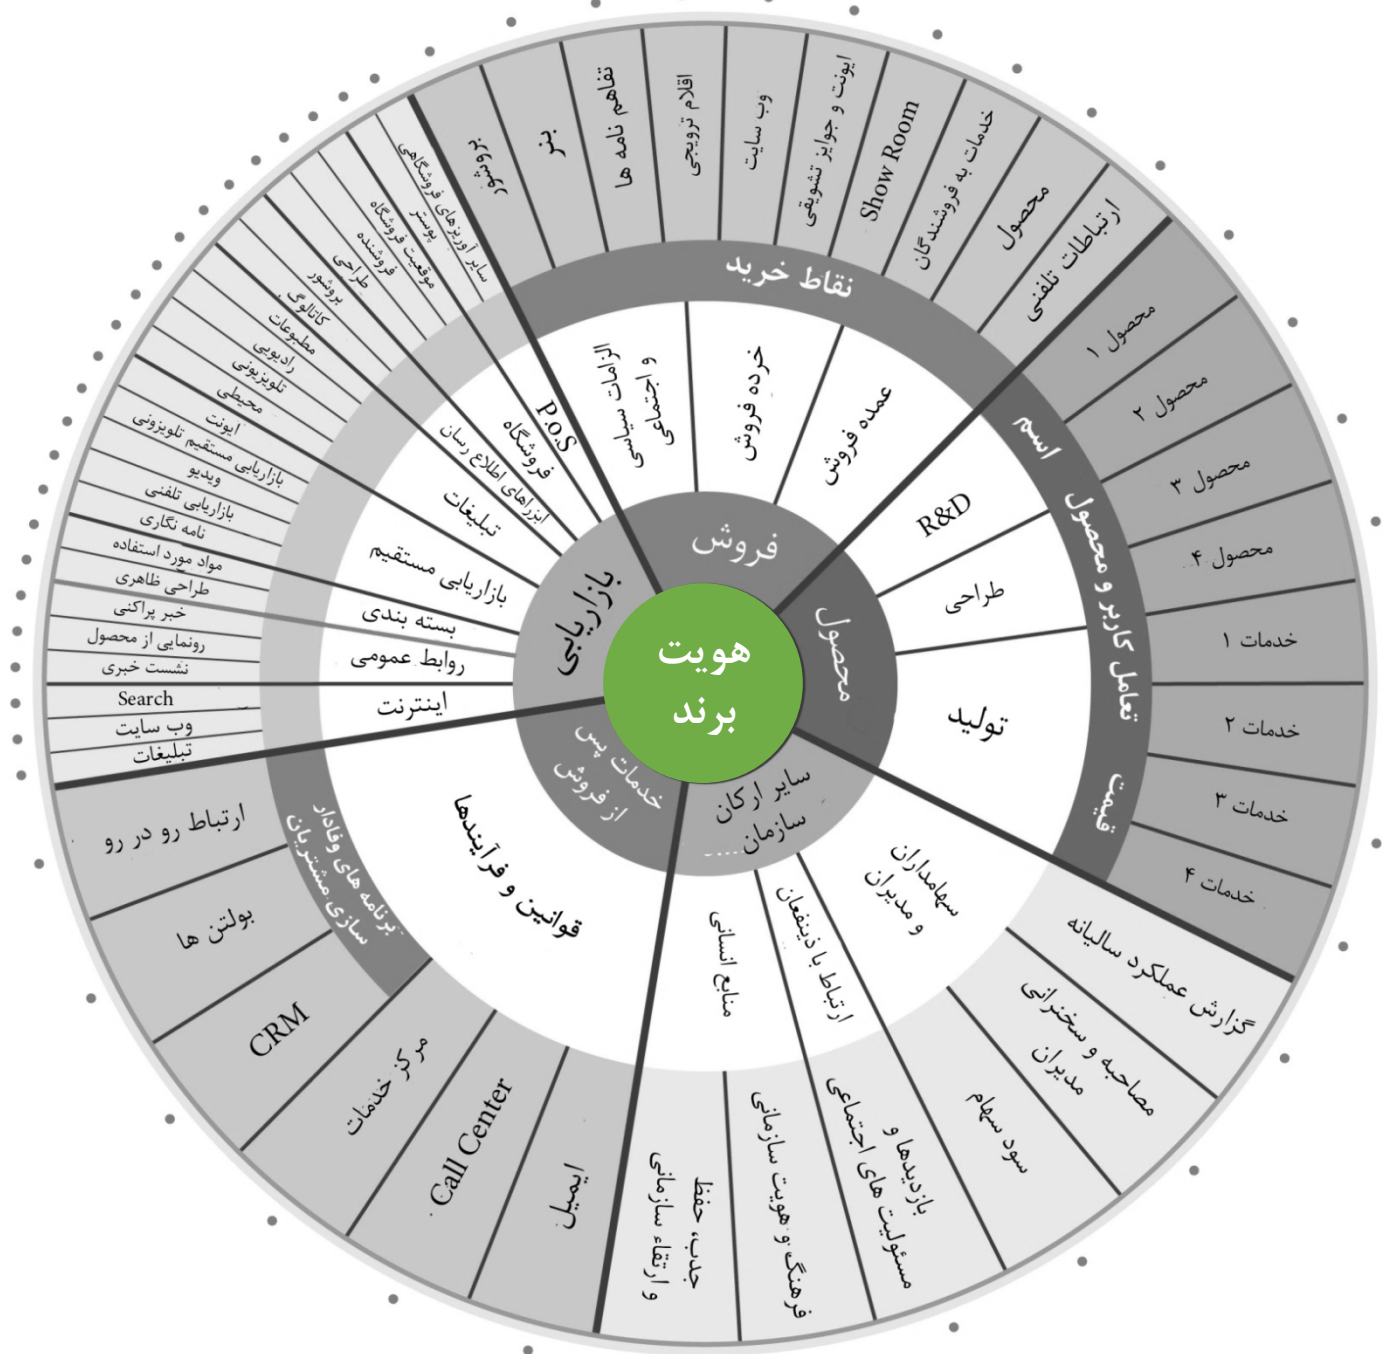 هویت
برند
فروش
محصول
سایر ارکان
سازمان
......
خدمات پس
از فروش
بازاریابی
الزامات سیاسی
و اجتماعی
خرده فروش
عمده فروش
R&D
طراحی
تولید
سهامداران
و مدیران
ارتباط با ذینفعان
منابع انسانی
قوانین و فرآیندها
اینترنت
روابط عمومی
بسته بندی
بازاریابی مستقیم
تبلیغات
ابزراهای اطلاع رسان
فروشگاه
P.o.S
نقاط خرید
اسم
تعامل کاربر و محصول
قیمت
برنامه های وفادار
سازی مشتریان
بروشور
بنر
تفاهم نامه ها
اقلام ترویجی
وب سایت
ایونت و جوایز تشویقی
Show Room
خدمات به فروشندگان
محصول
ارتباطات تلفنی
محصول ۱
محصول ۲
محصول ۳
محصول ۴
خدمات ۱
خدمات ۲
خدمات ۳
خدمات ۴
گزارش عملکرد سالیانه
مصاحبه و سخنرانی
مدیران
سود سهام
بازدیدها و
مسئولیت های اجتماعی
فرهنگ و هویت سازمانی
جدب، حفظ
و ارتقاء سازمانی
ایمیل
Call Center
مرکز خدمات
CRM
بولتن ها
ارتباط رو در رو
تبلیغات
وب سایت
Search
نشست خبری
رونمایی از محصول
خبر پراکنی
طراحی ظاهری
مواد مورد استفاده
نامه نگاری
بازاریابی تلفنی
ویدیو
بازاریابی مستقیم تلویزونی
ایونت
محیطی
تلویزیونی
رادیویی
مطبوعات
کاتالوگ
بروشور
طراحی
فروشنده
موقعیت فروشگاه
پوستر
سایر آوریزهای فروشگاهی